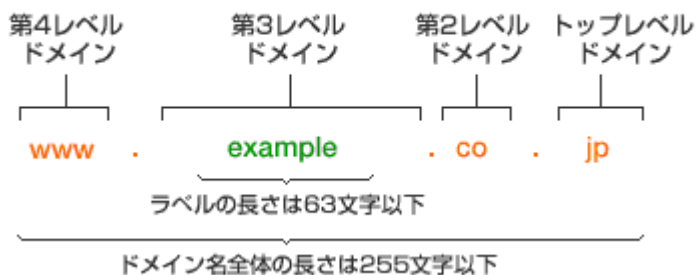 第4レベル
ドメイン
第3レベル
ドメイン
第2レベル
ドメイン
トップレベル
ドメイン
www . example . co . jp
ラベルの長さは63文字以下
ドメイン名全体の長さは255文字以下